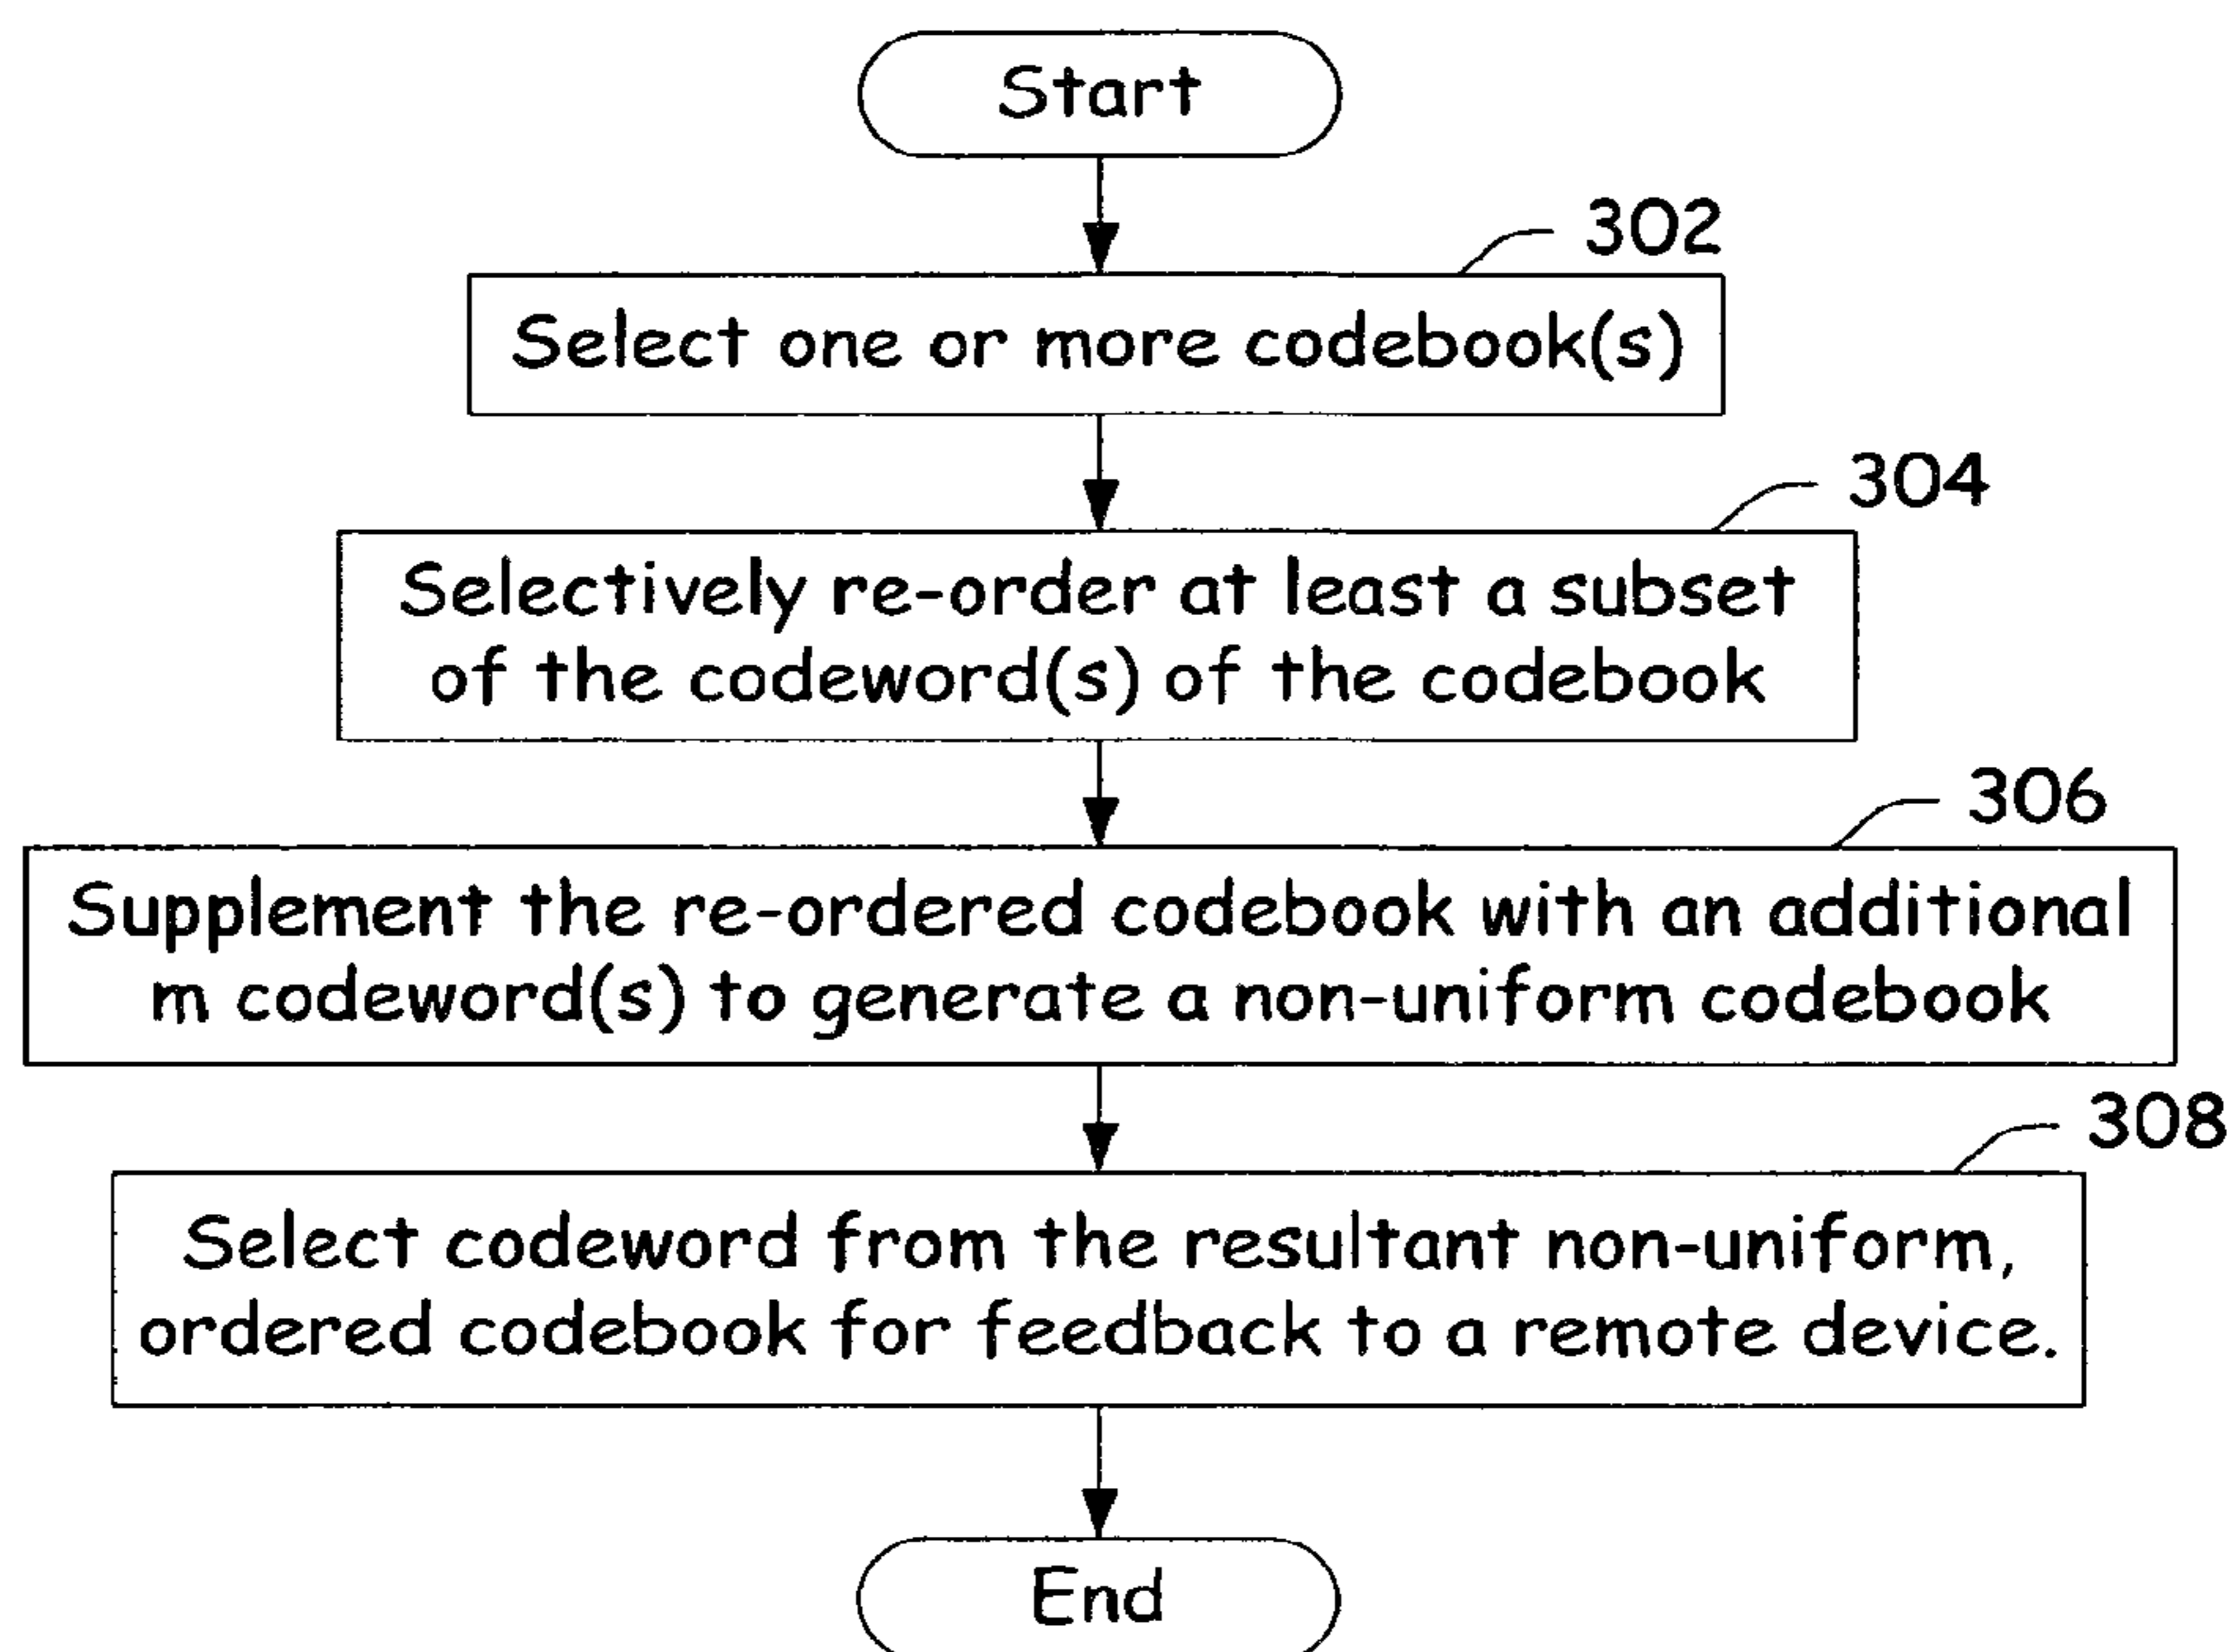 Start
302
Select one or more codebook(s)
304
Selectively re-order at least a subset
of the codeword(s) of the codebook
306
Supplement the re-ordered codebook with an additional
m codeword(s) to generate a non-uniform codebook
308
Select codeword from the resultant non-uniform,
ordered codebook for feedback to a remote device.
End